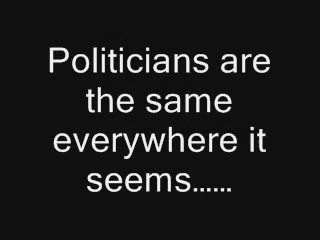 Politicians are
the same
everywhere it
seems......